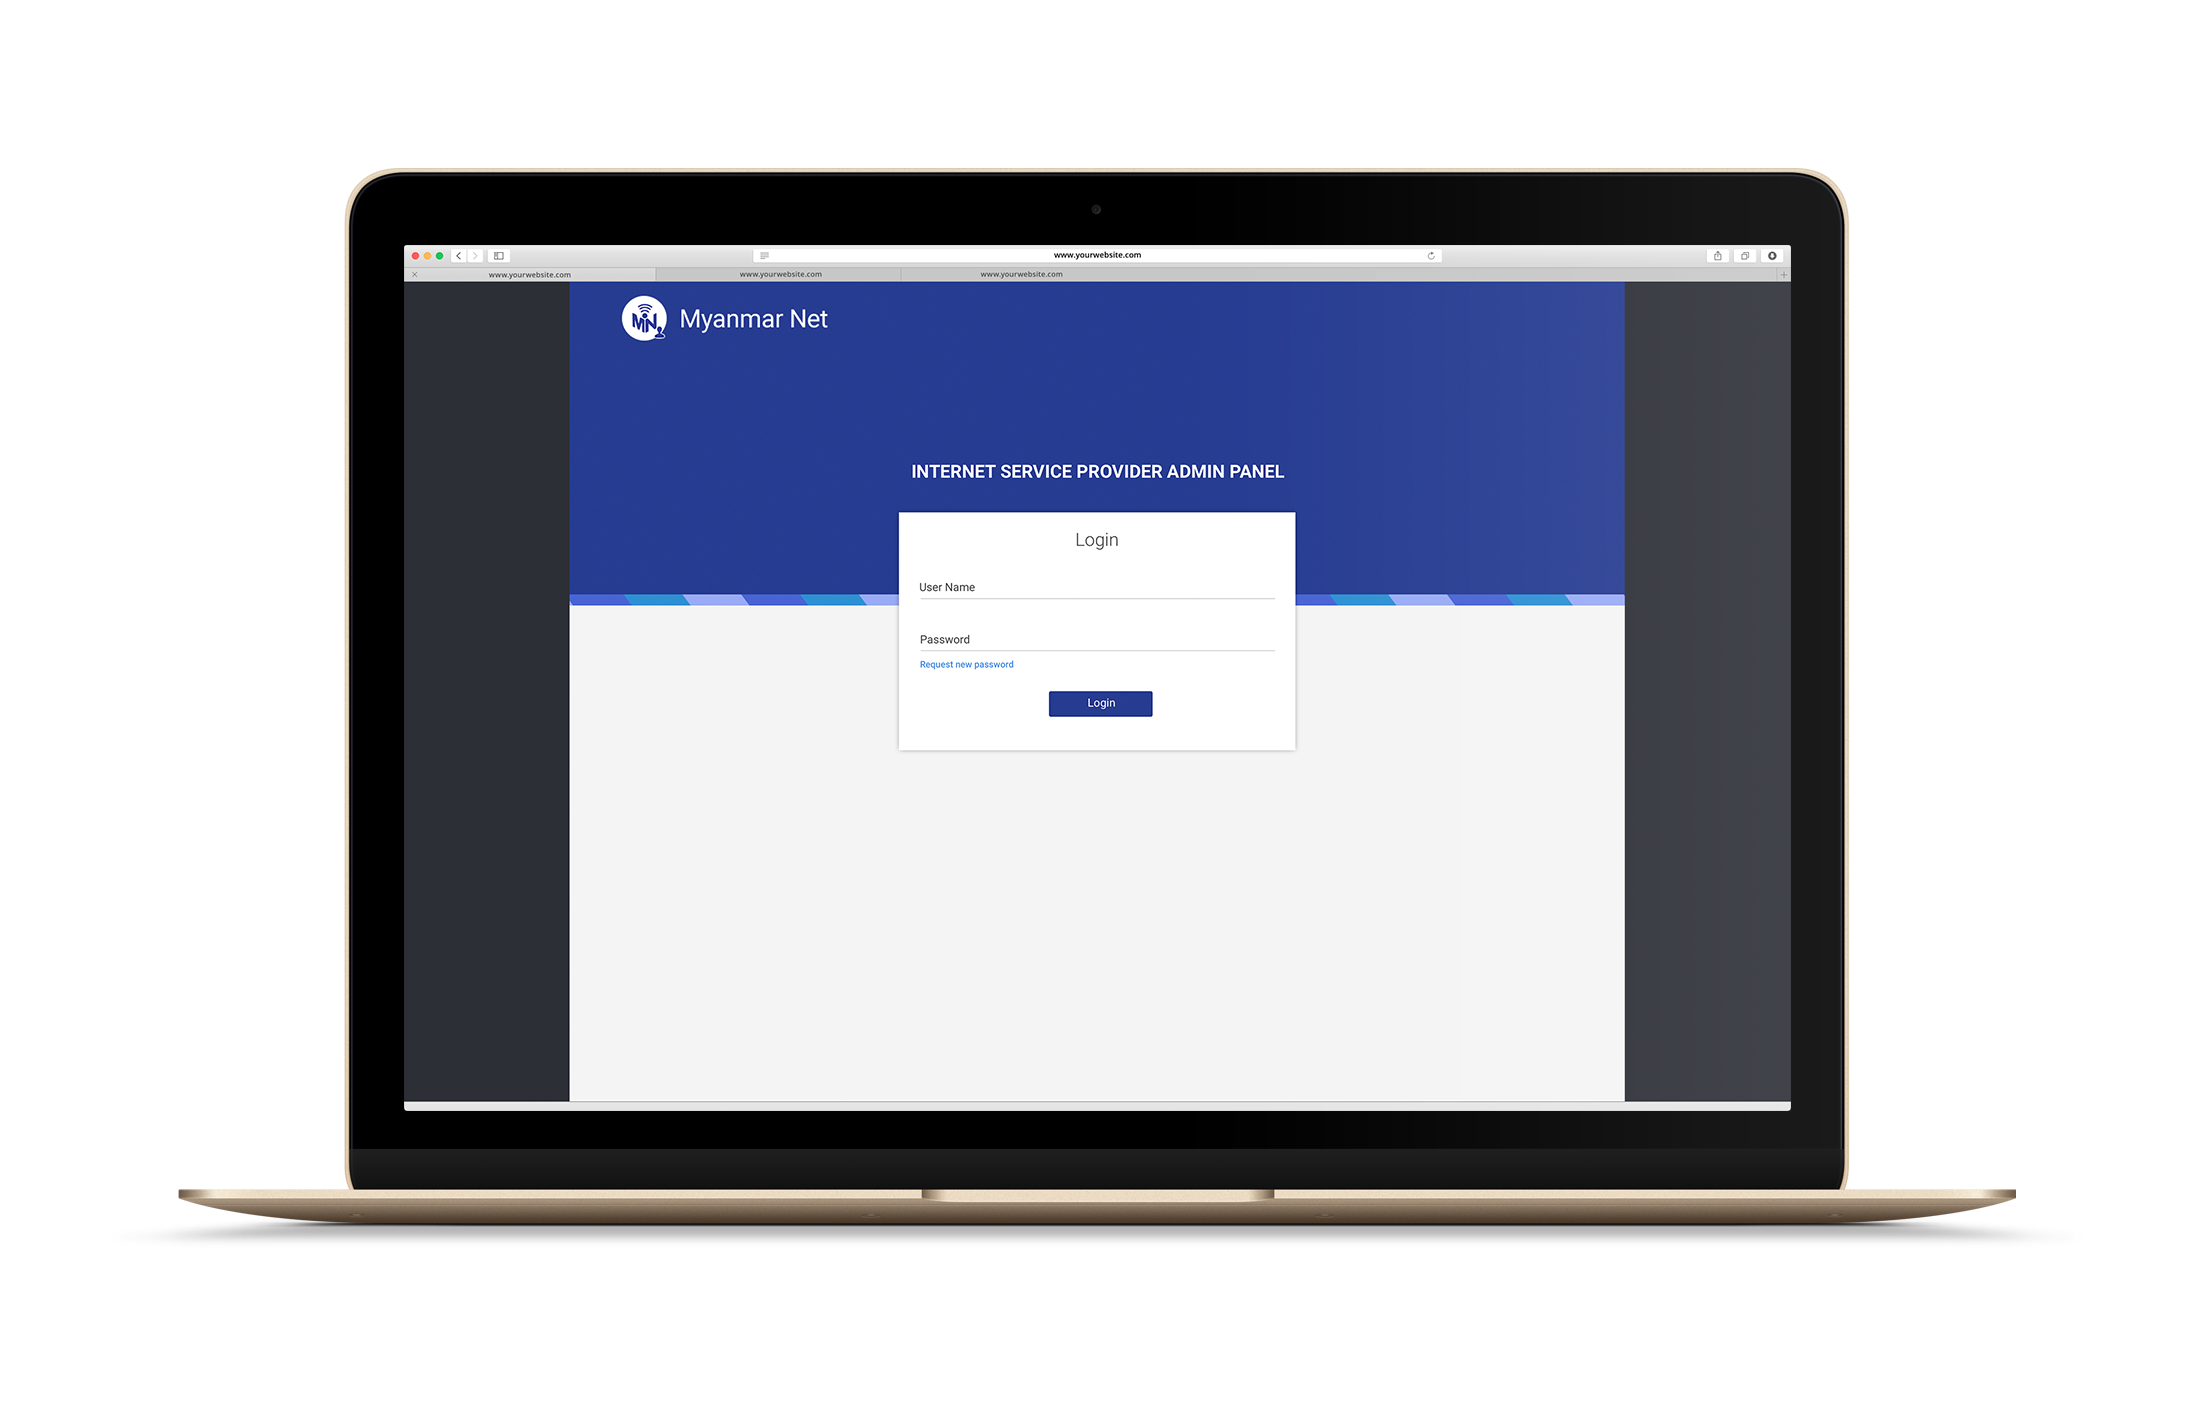 www.yourwebsite.com
www.yourwebsite.com
www.yourwebsite.com
www.yourwebsite.com
MN
Myanmar Net
INTERNET SERVICE PROVIDER ADMIN PANEL
Login
User Name
Password
Request new password
Login